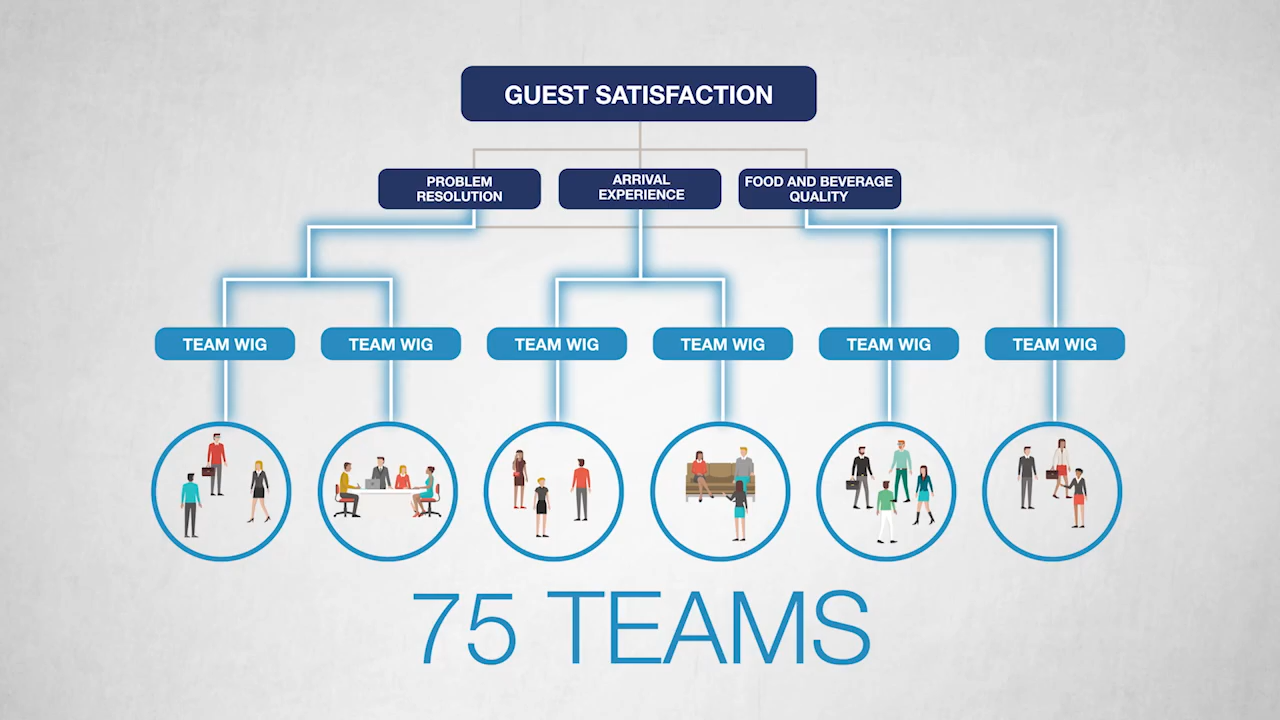 GUEST SATISFACTION
PROBLEM
RESOLUTION
ARRIVAL
EXPERIENCE
FOOD AND BEVERAGE
QUALITY
TEAM WIG
TEAM WIG
TEAM WIG
TEAM WIG
TEAM WIG
TEAM WIG
75 TEAMS